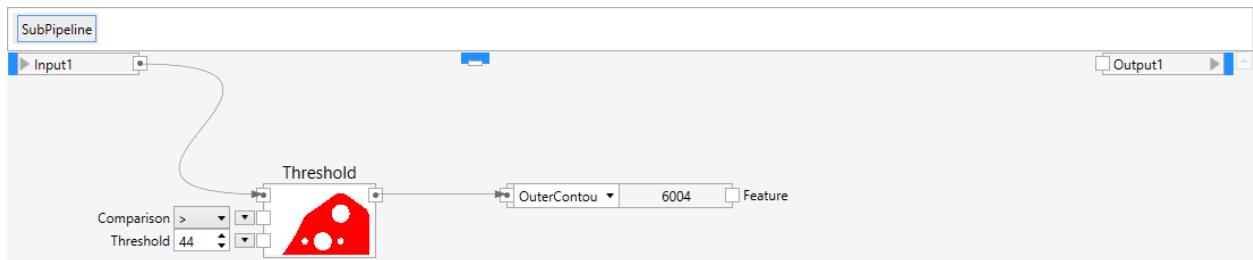 SubPipeline
Input1
Output1
Threshold
OuterContou
6004
Feature
Comparison >
Threshold 44